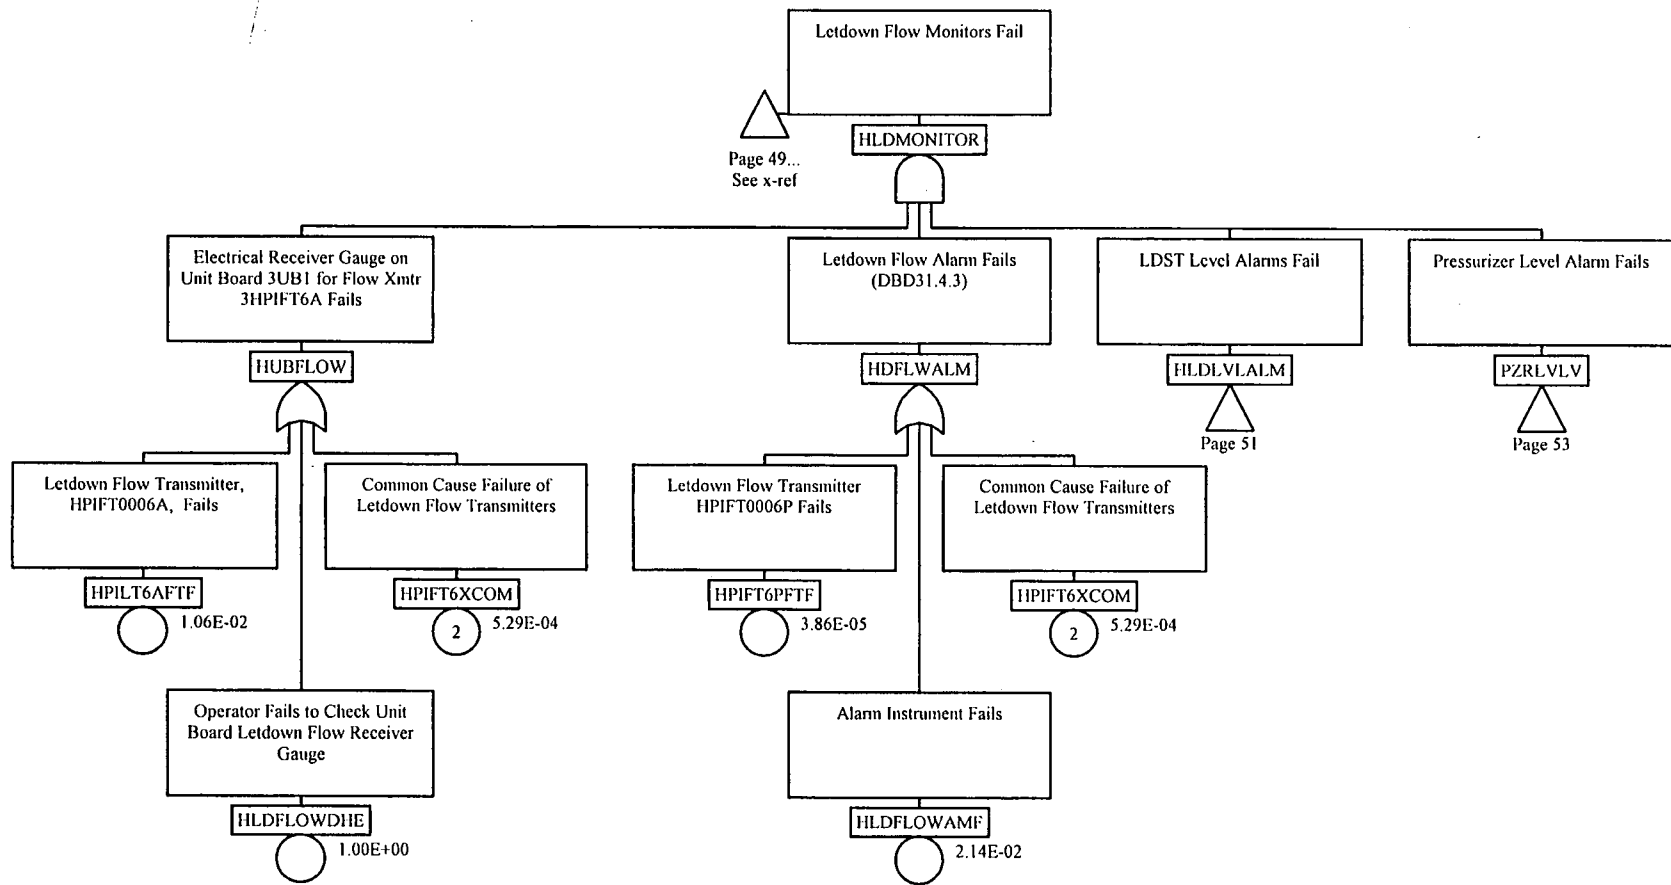 Letdown Flow Monitors Fail
Page 49...
See x-ref
HLDMONITOR
Electrical Receiver Gauge on
Unit Board 3UB1 for Flow Xmtr
3HPIFT6A Fails
HUBFLOW
Letdown Flow Alarm Fails
(DBD31.4.3)
HDFLWALM
LDST Level Alarms Fail
HLDLVLALM
Page 51
Pressurizer Level Alarm Fails
PZRLVLV
Page 53
Letdown Flow Transmitter,
HPIFT0006A, Fails
HPILT6AFTF
1.06E-02
Common Cause Failure of
Letdown Flow Transmitters
HPIFT6XCOM
2
5.29E-04
Letdown Flow Transmitter
HPIFT0006P Fails
HPIFT6PFTF
3.86E-05
Common Cause Failure of
Letdown Flow Transmitters
HPIFT6XCOM
2
5.29E-04
Operator Fails to Check Unit
Board Letdown Flow Receiver
Gauge
HLDFLOWDHE
1.00E+00
Alarm Instrument Fails
HLDFLOWAMF
2.14E-02